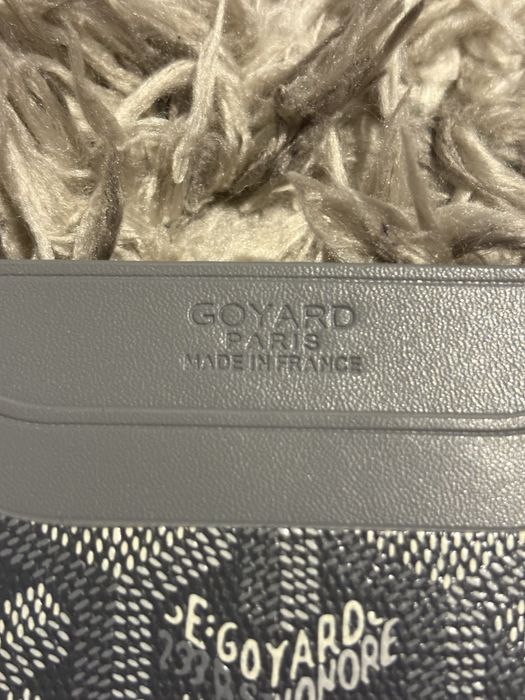 GOYARD
PARIS
MADE IN FRANCE
E·GOYARD
233 R
HONORE